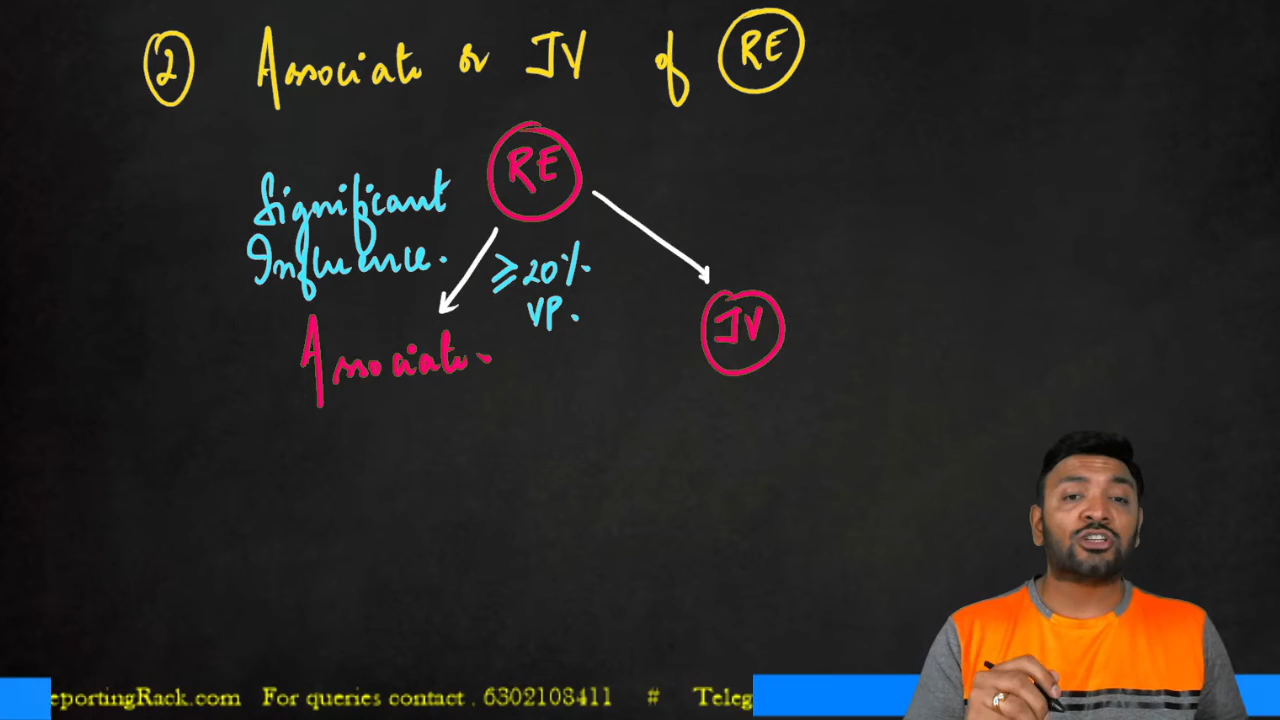 ② Associate or JV of RE
RE
Significant
Influence.
≥20%
VP.
JV
Associate.
eportingRack.com For queries contact . 6302108411 # Teleg